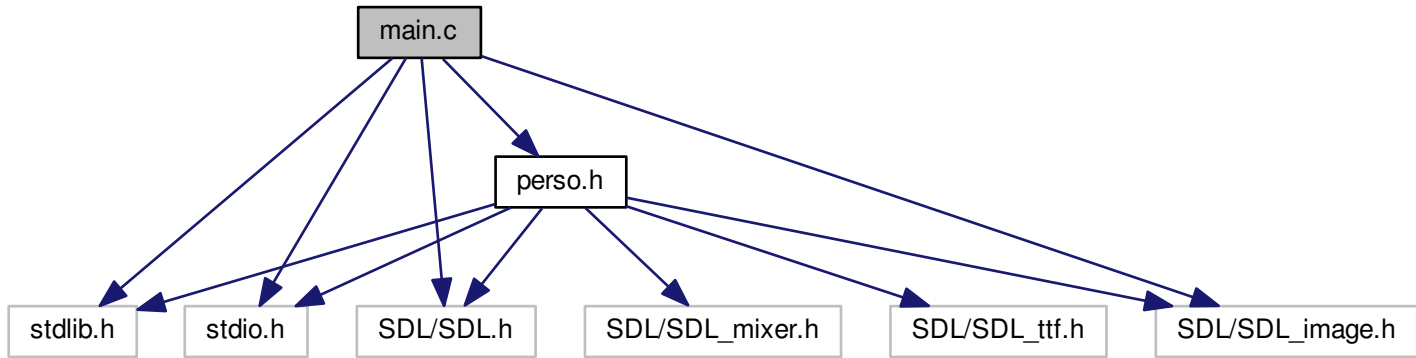 main.c
perso.h
stdlib.h
stdio.h
SDL/SDL.h
SDL/SDL_mixer.h
SDL/SDL_ttf.h
SDL/SDL_image.h